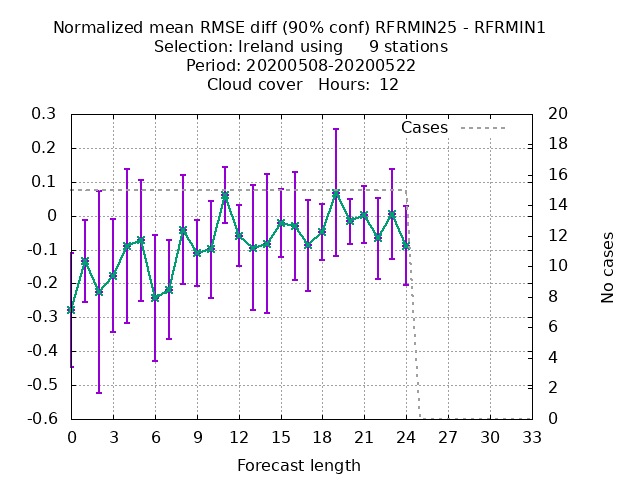 Normalized mean RMSE diff (90% conf) RFRMIN25 - RFRMIN1
Selection: Ireland using 9 stations
Period: 20200508-20200522
Cloud cover Hours: 12
Cases
0.3
0.2
0.1
0
-0.1
-0.2
-0.3
-0.4
-0.5
-0.6
20
18
16
14
12
10
8
6
4
2
0
No cases
0 3 6 9 12 15 18 21 24 27 30 33
Forecast length